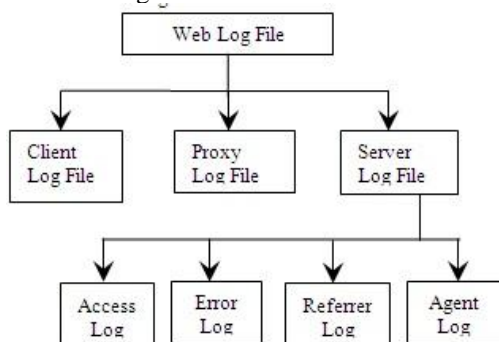 Web Log File
Client
Log File
Proxy
Log File
Server
Log File
Access
Log
Error
Log
Referrer
Log
Agent
Log